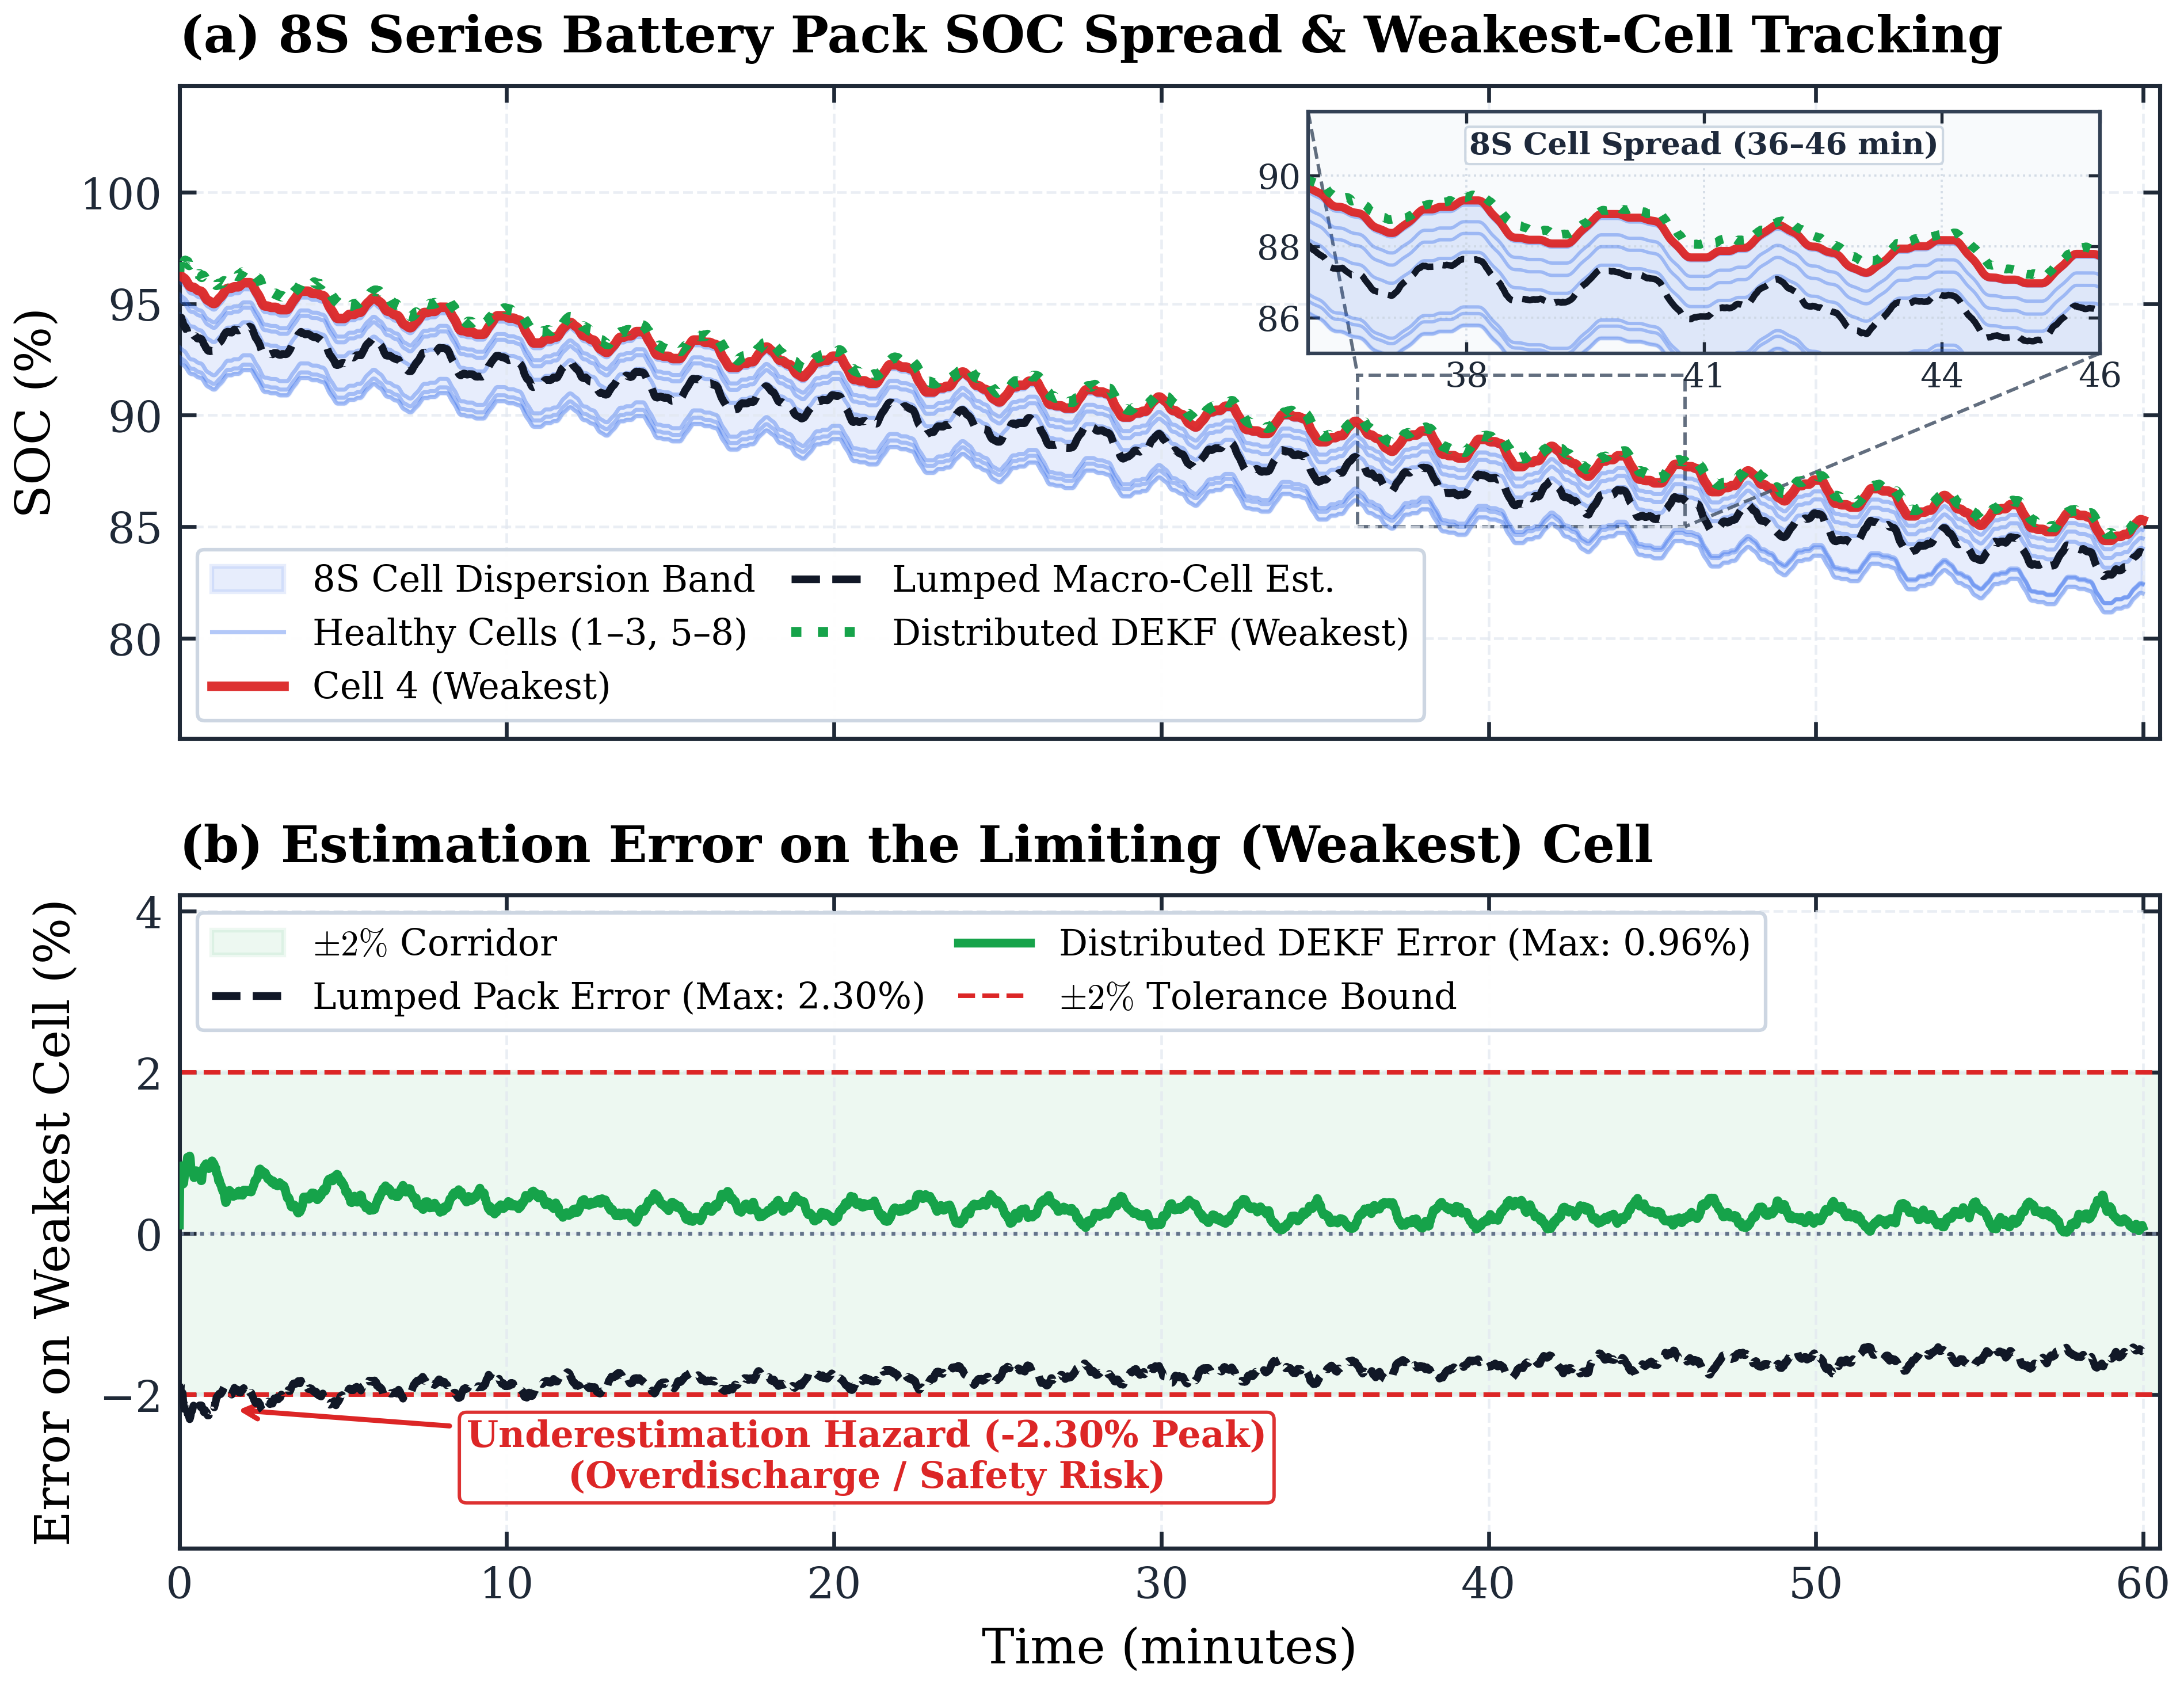 (a) 8S Series Battery Pack SOC Spread & Weakest-Cell Tracking
SOC (%)
100
95
90
85
80
8S Cell Spread (36–46 min)
90
88
86
38
41
44
46
8S Cell Dispersion Band
Healthy Cells (1–3, 5–8)
Cell 4 (Weakest)
Lumped Macro-Cell Est.
Distributed DEKF (Weakest)
(b) Estimation Error on the Limiting (Weakest) Cell
Error on Weakest Cell (%)
4
2
0
−2
±2% Corridor
Lumped Pack Error (Max: 2.30%)
Distributed DEKF Error (Max: 0.96%)
±2% Tolerance Bound
Underestimation Hazard (-2.30% Peak)
(Overdischarge / Safety Risk)
0
10
20
30
40
50
60
Time (minutes)